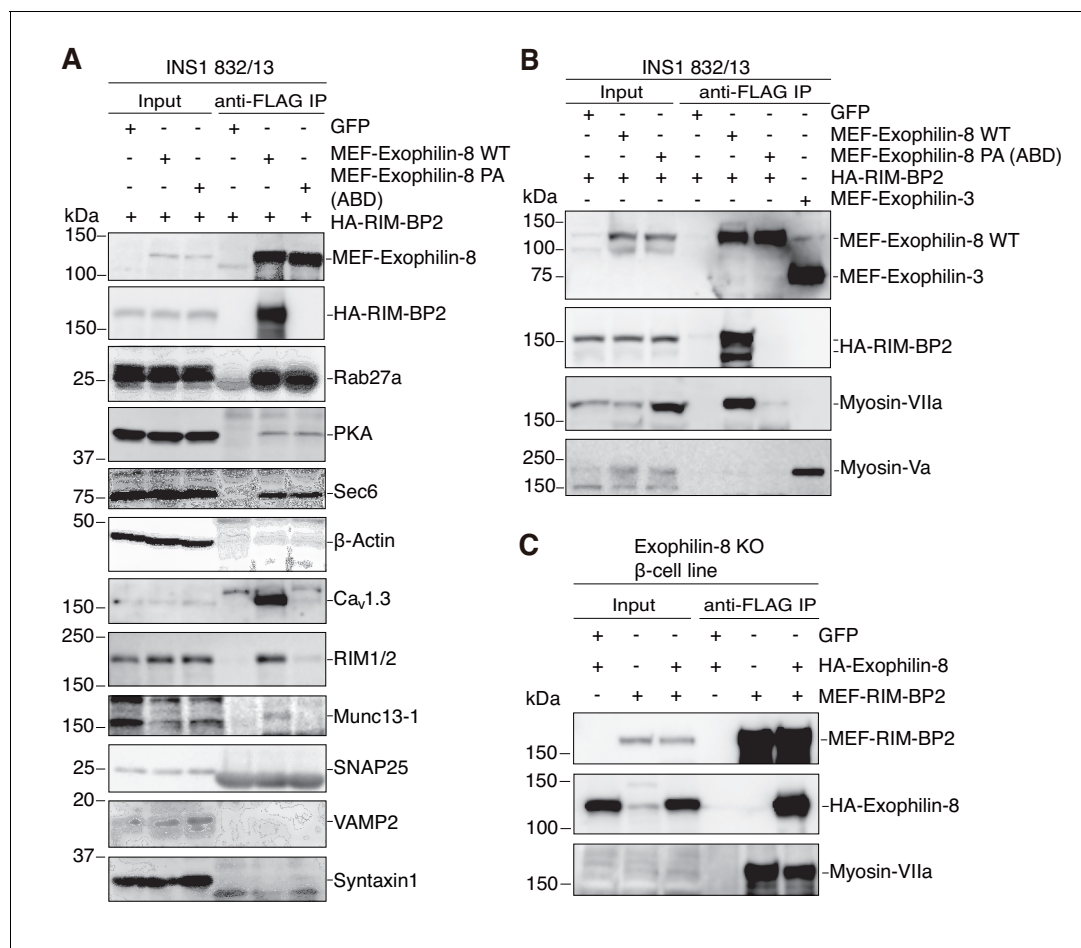 A
INS1 832/13
Input anti-FLAG IP
+ - - + - - GFP
- + - - + - MEF-Exophilin-8 WT
- - + - - + MEF-Exophilin-8 PA (ABD)
kDa + + + + + + HA-RIM-BP2
150
100
MEF-Exophilin-8
150
HA-RIM-BP2
25
Rab27a
37
PKA
75
Sec6
50
β-Actin
150
Cav1.3
250
150
RIM1/2
150
Munc13-1
25
SNAP25
20
VAMP2
37
Syntaxin1
B
INS1 832/13
Input anti-FLAG IP
+ - - + - - - GFP
- + - - + - - MEF-Exophilin-8 WT
- - + - - + - MEF-Exophilin-8 PA (ABD)
+ + + + + + - HA-RIM-BP2
kDa - - - - - - + MEF-Exophilin-3
150
100
75
MEF-Exophilin-8 WT
MEF-Exophilin-3
150
HA-RIM-BP2
150
Myosin-VIIa
250
150
Myosin-Va
C
Exophilin-8 KO
β-cell line
Input anti-FLAG IP
+ - - + - - GFP
+ - + + - + HA-Exophilin-8
kDa - + + - + + MEF-RIM-BP2
150
MEF-RIM-BP2
150
100
HA-Exophilin-8
150
Myosin-VIIa